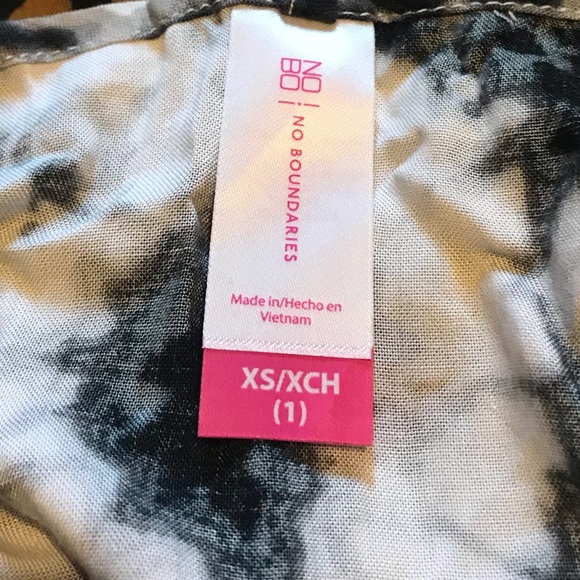 NO
BO
NO BOUNDARIES
Made in/Hecho en
Vietnam
XS/XCH
(1)